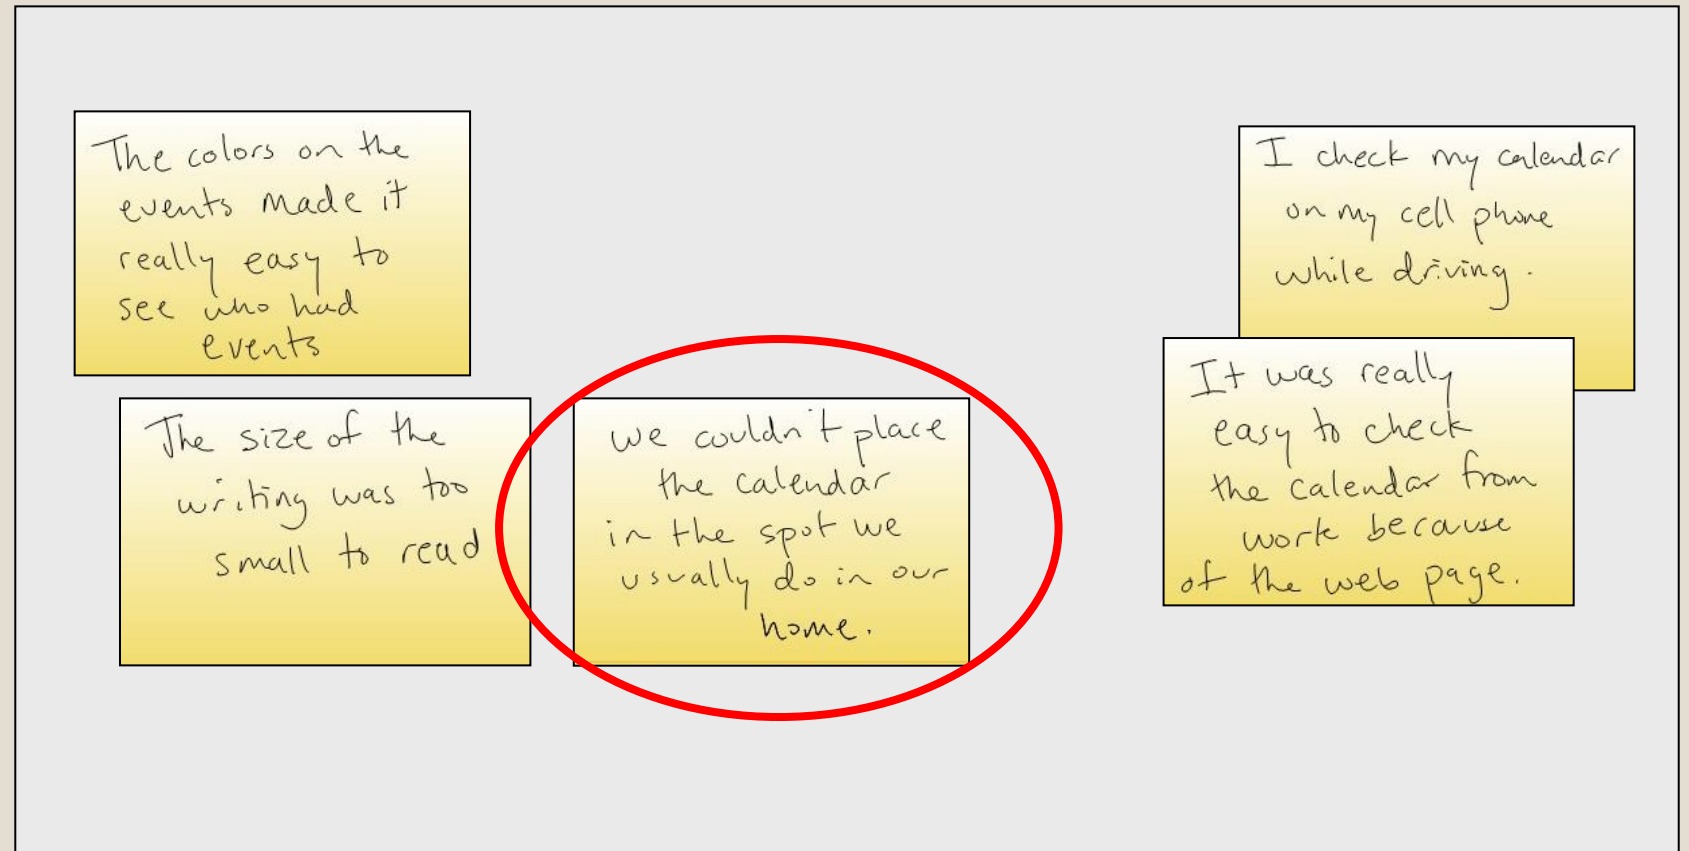 The colors on the
events made it
really easy to
see who had
events
The size of the
writing was too
small to read
we couldn't place
the calendar
in the spot we
usually do in our
home.
I check my calendar
on my cell phone
while driving.
It was really
easy to check
the calendar from
work because
of the web page.